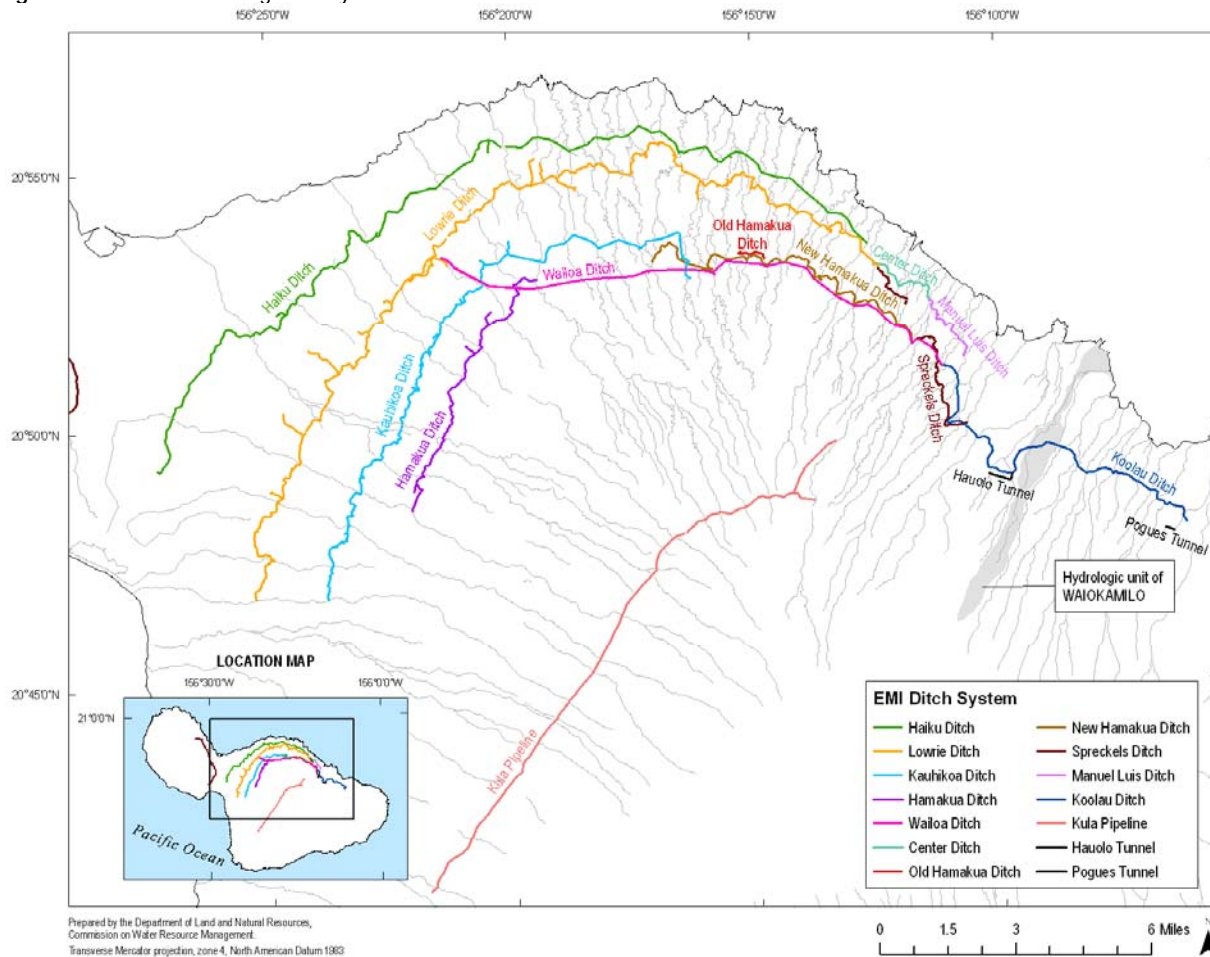 156°25'0"W
156°20'0"W
156°15'0"W
156°10'0"W
20°55'0"N
20°50'0"N
20°45'0"N
Haiku Ditch
Lowrie Ditch
Kauhikoa Ditch
Hamakua Ditch
Wailoa Ditch
Old Hamakua
Ditch
New Hamakua Ditch
Center Ditch
Manuel Luis Ditch
Spreckels Ditch
Koolau Ditch
Hauolo Tunnel
Pogues Tunnel
Kula Pipeline
Hydrologic unit of
WAIOKAMILO
LOCATION MAP
156°30'0"W
156°0'0"W
21°0'0"N
Pacific Ocean
EMI Ditch System
Haiku Ditch
Lowrie Ditch
Kauhikoa Ditch
Hamakua Ditch
Wailoa Ditch
Center Ditch
Old Hamakua Ditch
New Hamakua Ditch
Spreckels Ditch
Manuel Luis Ditch
Koolau Ditch
Kula Pipeline
Hauolo Tunnel
Pogues Tunnel
0 1.5 3 6 Miles
Prepared by the Department of Land and Natural Resources,
Commission on Water Resource Management.
Transverse Mercator projection, zone 4, North American Datum 1983